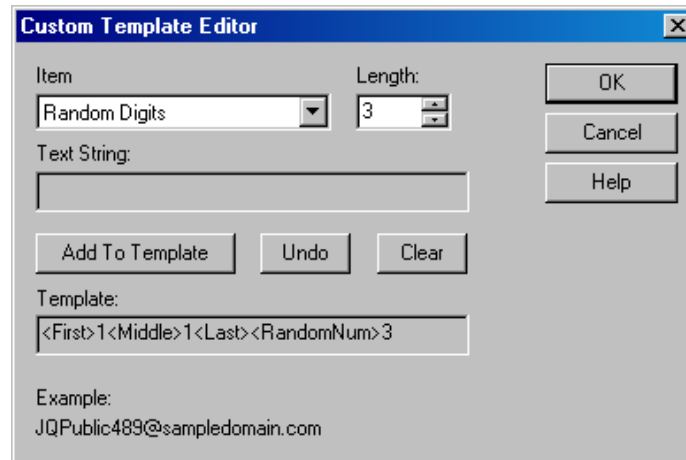 Custom Template Editor
Item
Length:
Random Digits
3
OK
Cancel
Text String:
Help
Add To Template
Undo
Clear
Template:
<First>1<Middle>1<Last><RandomNum>3
Example:
JQPublic489@sampledomain.com